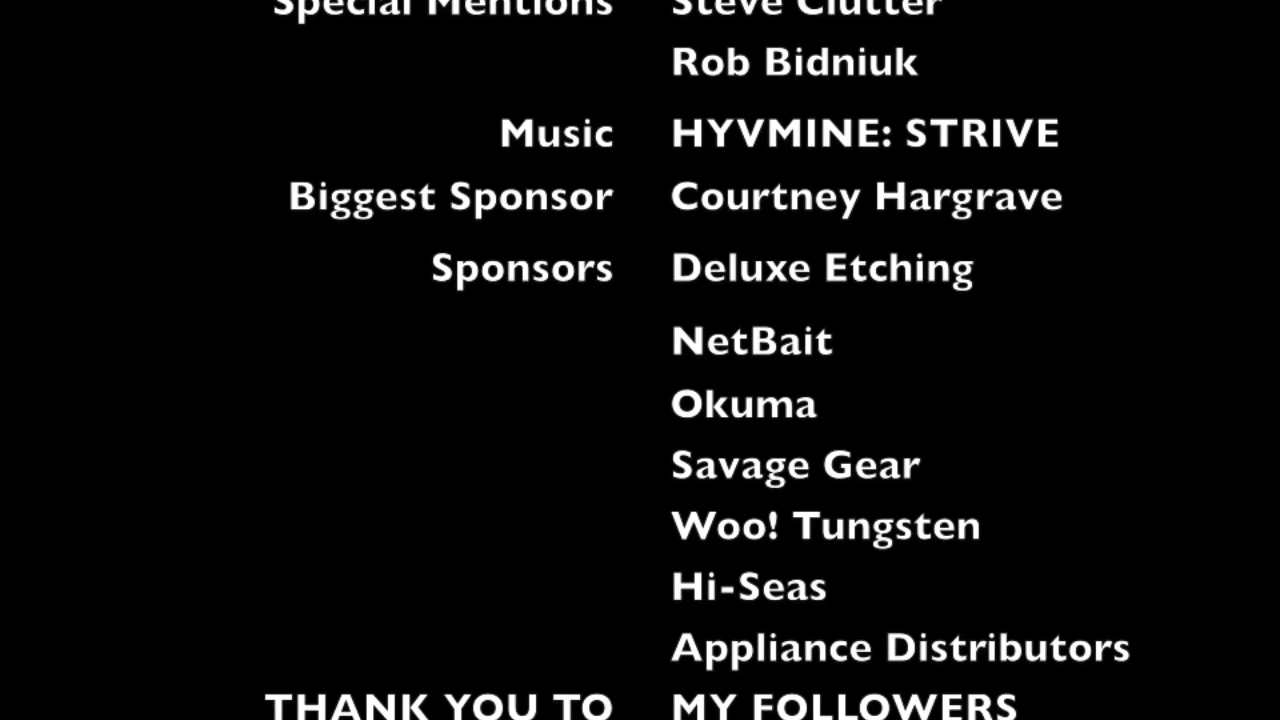 Special Mentions Steve Clutter
Rob Bidniuk
Music HYVMINE: STRIVE
Biggest Sponsor Courtney Hargrave
Sponsors Deluxe Etching
NetBait
Okuma
Savage Gear
Woo! Tungsten
Hi-Seas
Appliance Distributors
THANK YOU TO MY FOLLOWERS